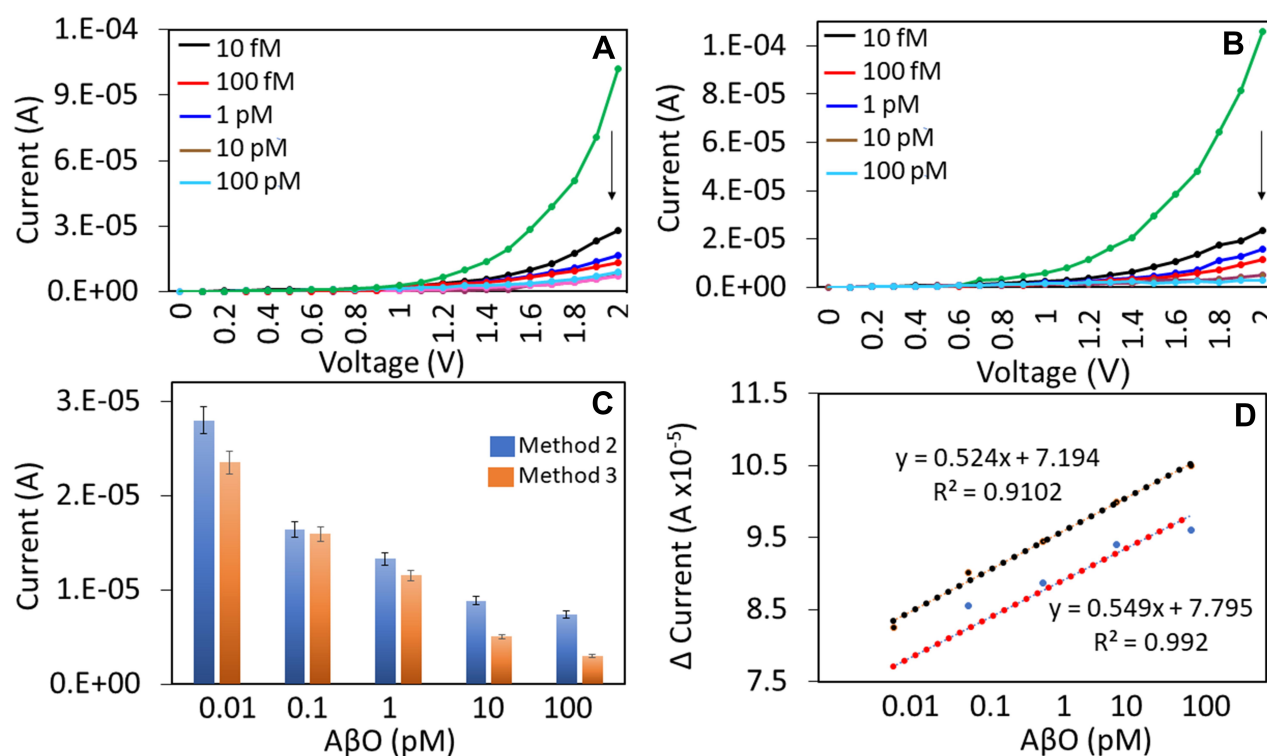 A
1.E-04
9.E-05
6.E-05
3.E-05
0.E+00
Current (A)
10 fM
100 fM
1 pM
10 pM
100 pM
0 0.2 0.4 0.6 0.8 1 1.2 1.4 1.6 1.8 2
Voltage (V)
B
1.E-04
8.E-05
6.E-05
4.E-05
2.E-05
0.E+00
Current (A)
10 fM
100 fM
1 pM
10 pM
100 pM
0 0.2 0.4 0.6 0.8 1 1.2 1.4 1.6 1.8 2
Voltage (V)
C
3.E-05
2.E-05
1.E-05
0.E+00
Current (A)
Method 2
Method 3
0.01 0.1 1 10 100
AβO (pM)
D
11.5
10.5
9.5
8.5
7.5
Δ Current (A x10⁻⁵)
y = 0.524x + 7.194
R² = 0.9102
y = 0.549x + 7.795
R² = 0.992
0.01 0.1 1 10 100
AβO (pM)